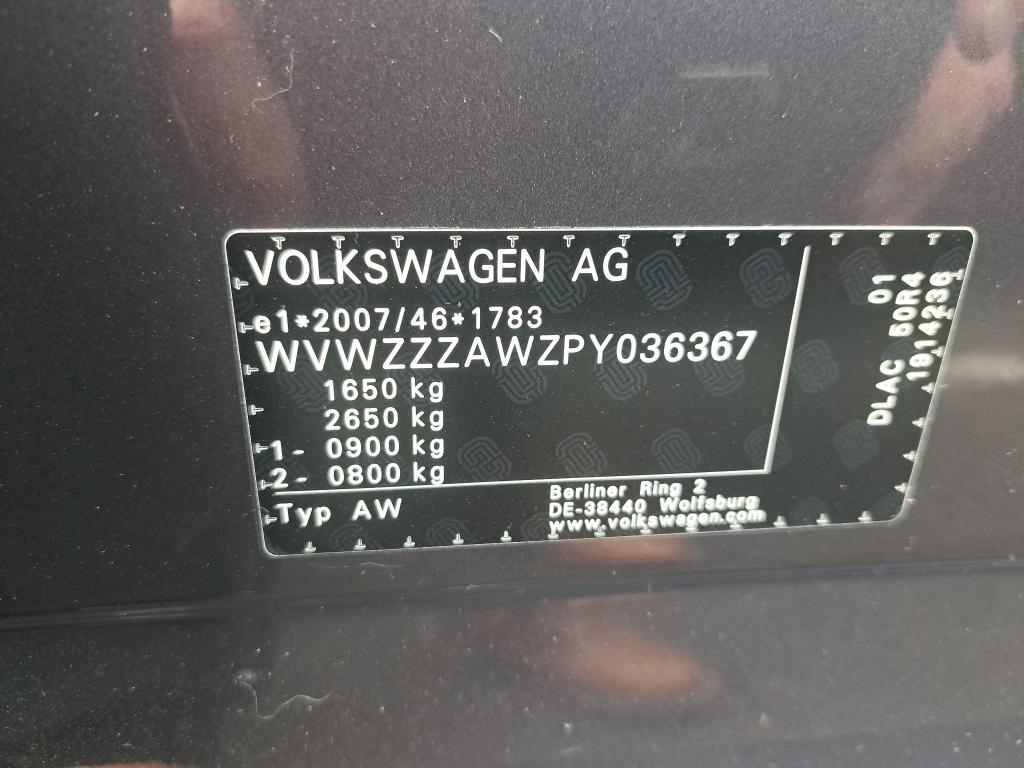 VOLKSWAGEN AG
e1*2007/46*1783
WVWZZZAWZPY036367
1650 kg
2650 kg
1- 0900 kg
2- 0800 kg
Typ AW
Berliner Ring 2
DE-38440 Wolfsburg
www.volkswagen.com
01
DLAC 50R4
1914236